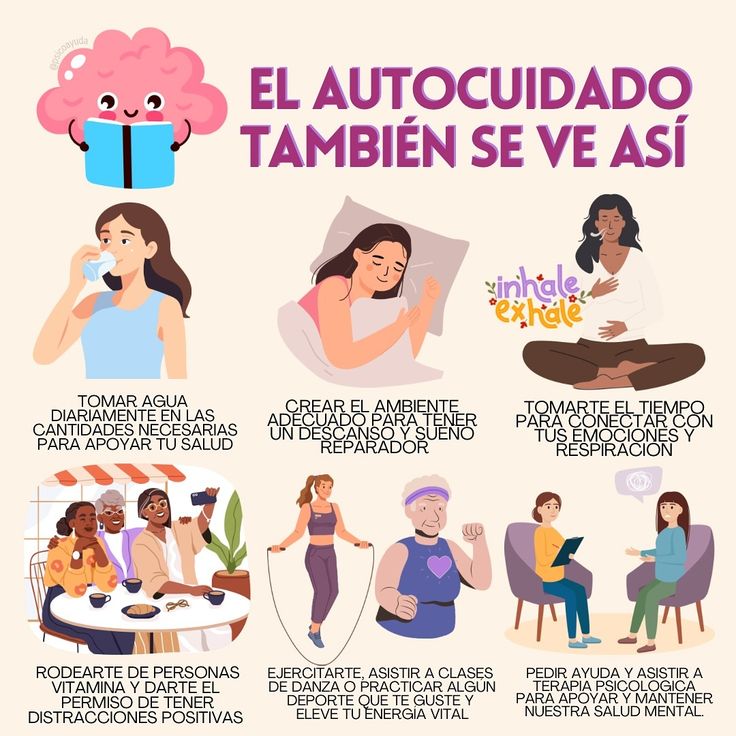 @psicoayuda
EL AUTOCUIDADO
TAMBIÉN SE VE ASÍ
inhale
exhale
TOMAR AGUA
DIARIAMENTE EN LAS
CANTIDADES NECESARIAS
PARA APOYAR TU SALUD
CREAR EL AMBIENTE
ADECUADO PARA TENER
UN DESCANSO Y SUEÑO
REPARADOR
TOMARTE EL TIEMPO
PARA CONECTAR CON
TUS EMOCIONES Y
RESPIRACION
RODEARTE DE PERSONAS
VITAMINA Y DARTE EL
PERMISO DE TENER
DISTRACCIONES POSITIVAS
EJERCITARTE, ASISTIR A CLASES
DE DANZA O PRACTICAR ALGÚN
DEPORTE QUE TE GUSTE Y
ELEVE TU ENERGÍA VITAL
PEDIR AYUDA Y ASISTIR A
TERAPIA PSICOLOGICA
PARA APOYAR Y MANTENER
NUESTRA SALUD MENTAL.